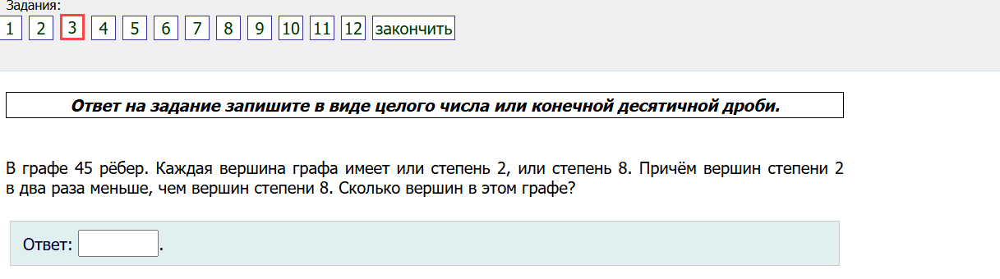 Задания:
1 2 3 4 5 6 7 8 9 10 11 12 закончить
Ответ на задание запишите в виде целого числа или конечной десятичной дроби.
В графе 45 рёбер. Каждая вершина графа имеет или степень 2, или степень 8. Причём вершин степени 2
в два раза меньше, чем вершин степени 8. Сколько вершин в этом графе?
Ответ: .